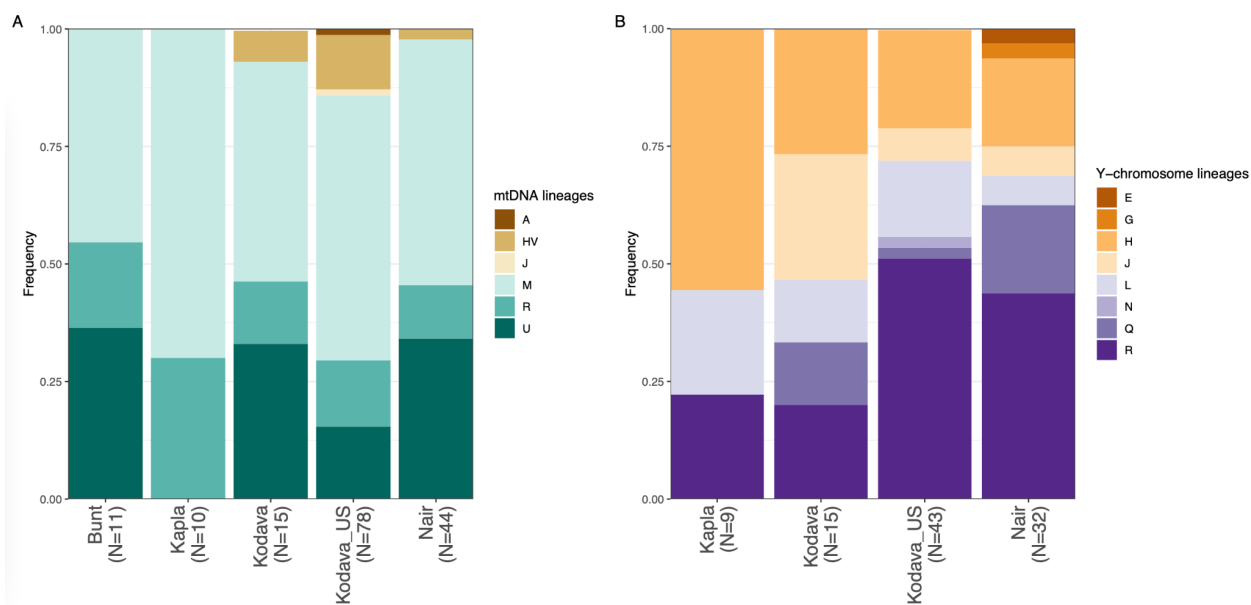 A
1.00
0.75
0.50
0.25
0.00
Frequency
Bunt
(N=11)
Kapla
(N=10)
Kodava
(N=15)
Kodava_US
(N=78)
Nair
(N=44)
mtDNA lineages
A
HV
J
M
R
U
B
1.00
0.75
0.50
0.25
0.00
Frequency
Kapla
(N=9)
Kodava
(N=15)
Kodava_US
(N=43)
Nair
(N=32)
Y−chromosome lineages
E
G
H
J
L
N
Q
R